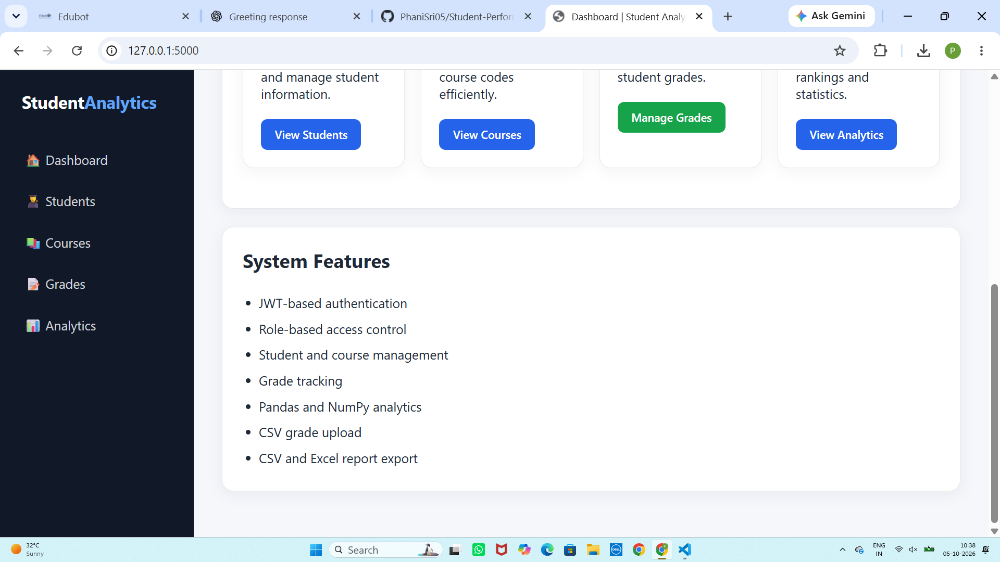 Edubot
Greeting response
PhaniSri05/Student-Perfor
Dashboard | Student Analy
Ask Gemini
127.0.0.1:5000
P
StudentAnalytics
Dashboard
Students
Courses
Grades
Analytics
and manage student
information.
View Students
course codes
efficiently.
View Courses
student grades.
Manage Grades
rankings and
statistics.
View Analytics
System Features
• JWT-based authentication
• Role-based access control
• Student and course management
• Grade tracking
• Pandas and NumPy analytics
• CSV grade upload
• CSV and Excel report export
32°C
Sunny
Search
DELL
ENG
IN
10:38
05-10-2026